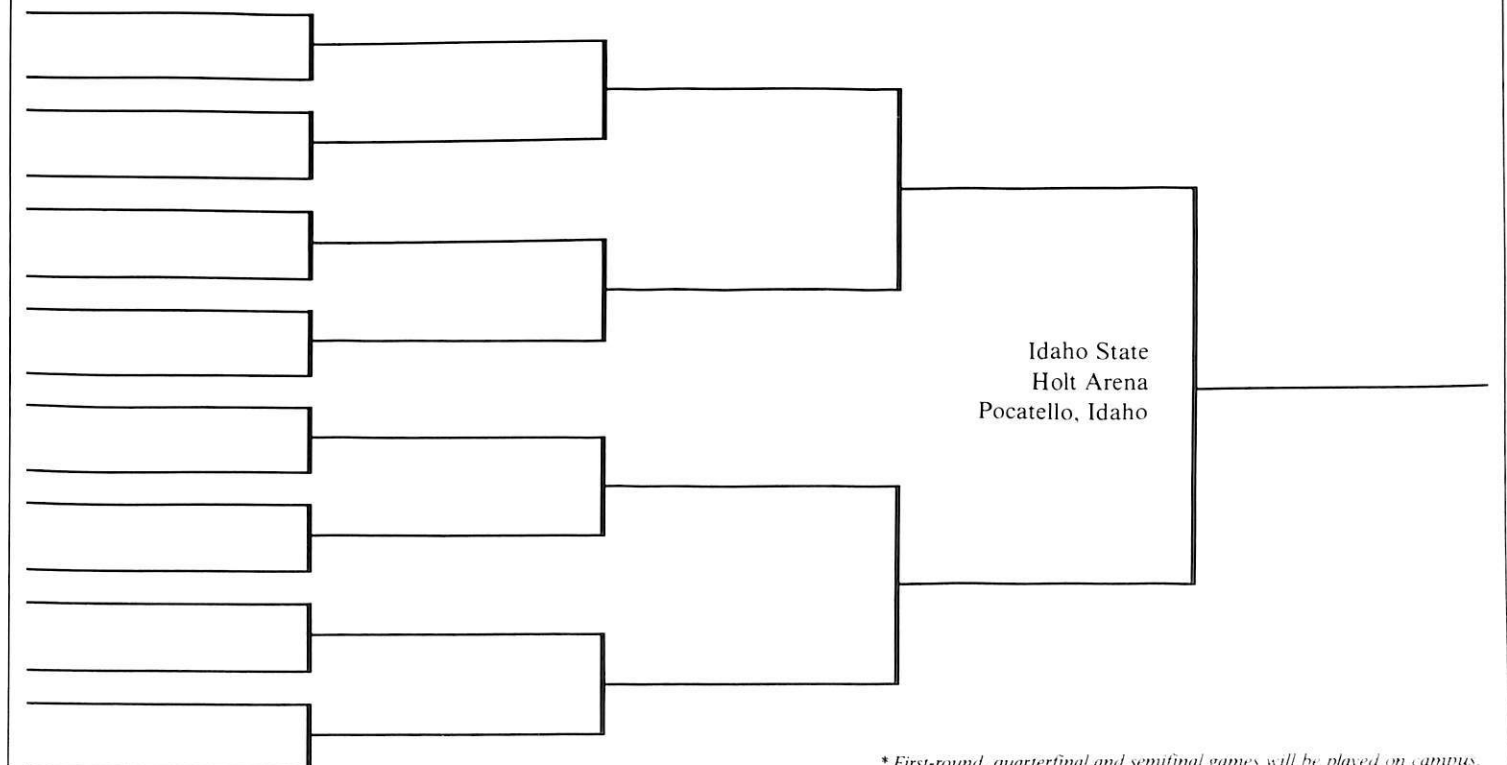 Idaho State
Holt Arena
Pocatello, Idaho
* First-round, quarterfinal and semifinal games will be played on campus.